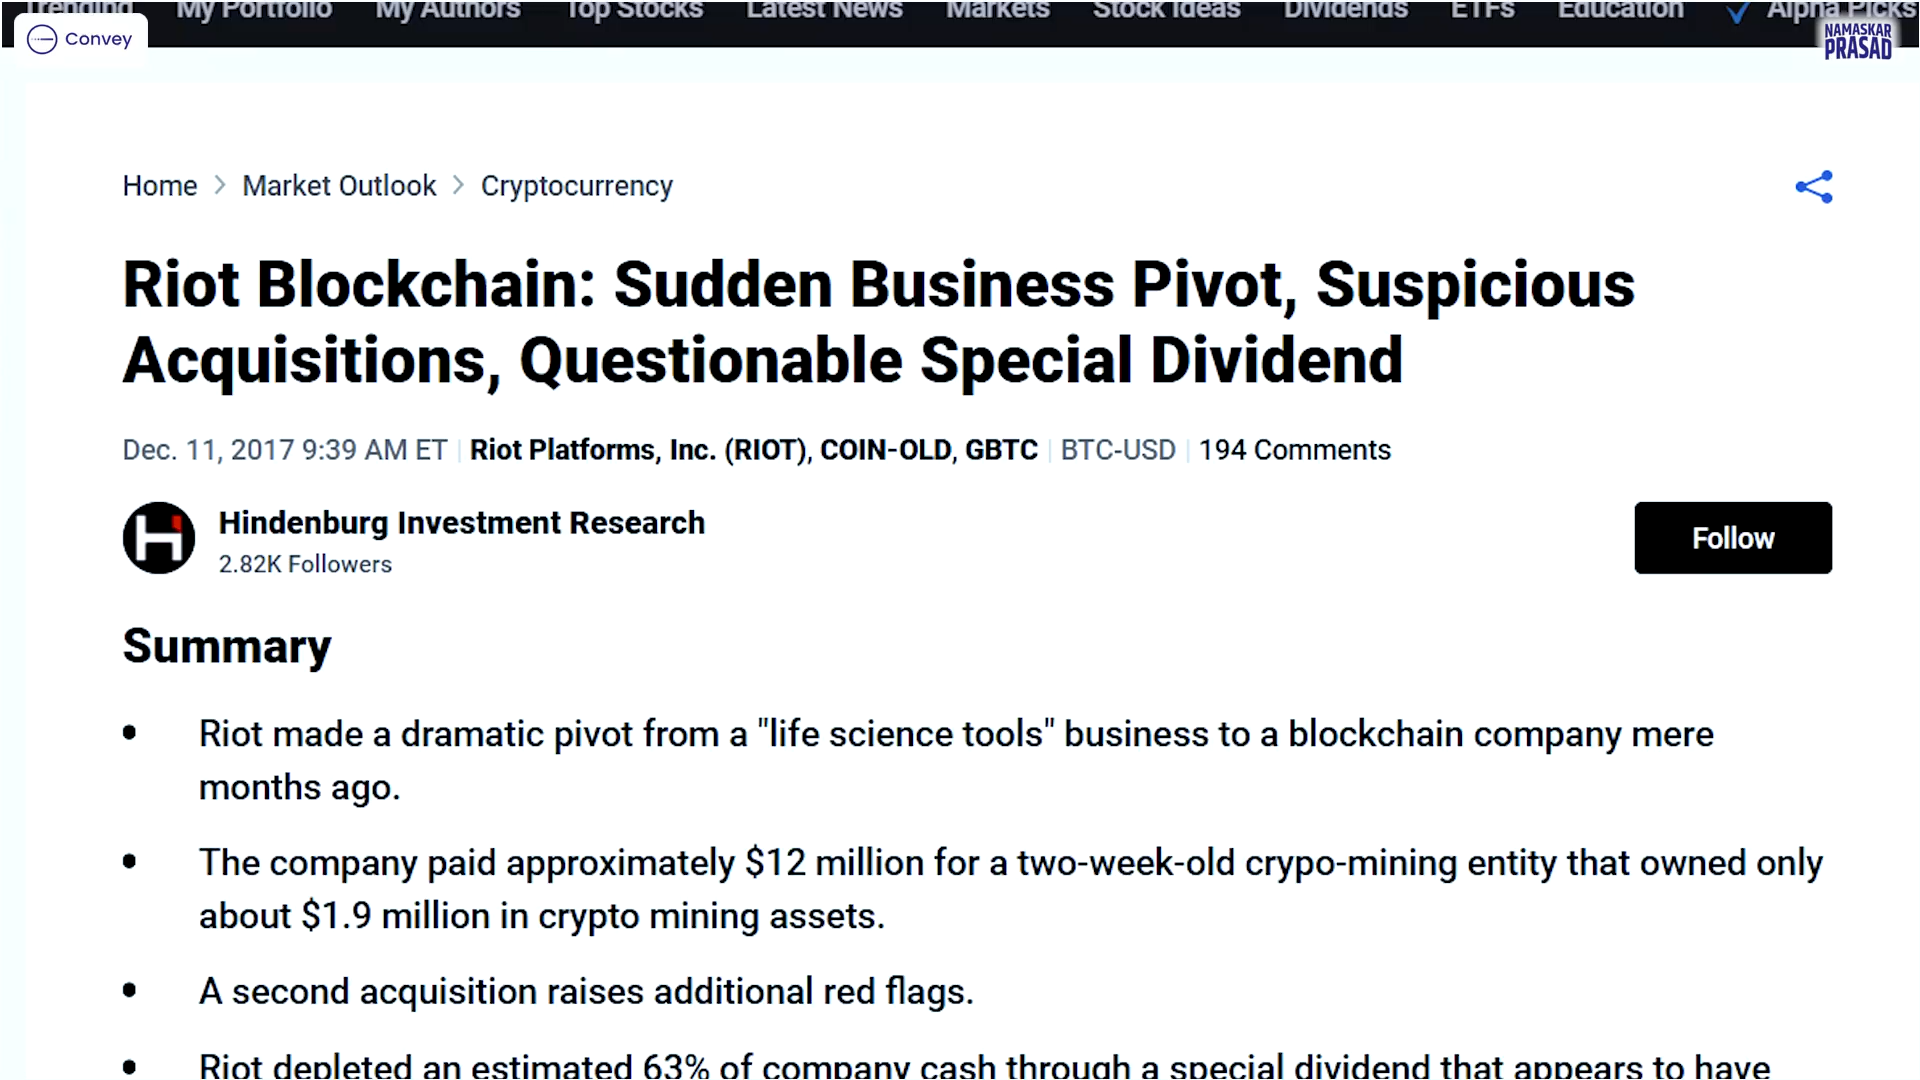 Trending My Portfolio My Authors Top Stocks Latest News Markets Stock Ideas Dividends ETFs Education Alpha Picks
Convey
NAMASKAR
PRASAD
Home > Market Outlook > Cryptocurrency
Riot Blockchain: Sudden Business Pivot, Suspicious
Acquisitions, Questionable Special Dividend
Dec. 11, 2017 9:39 AM ET | Riot Platforms, Inc. (RIOT), COIN-OLD, GBTC | BTC-USD | 194 Comments
Hindenburg Investment Research
2.82K Followers
Follow
Summary
• Riot made a dramatic pivot from a "life science tools" business to a blockchain company mere
months ago.
• The company paid approximately $12 million for a two-week-old crypo-mining entity that owned only
about $1.9 million in crypto mining assets.
• A second acquisition raises additional red flags.
• Riot depleted an estimated 63% of company cash through a special dividend that appears to have